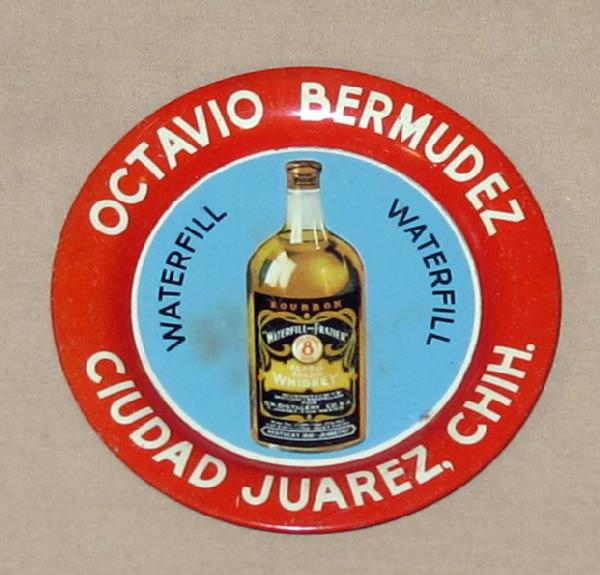 OCTAVIO BERMUDEZ
WATERFILL
WATERFILL
BOURBON
WATERFILL AND FRAZIER
8
WHISKEY
CIUDAD JUAREZ, CHIH.